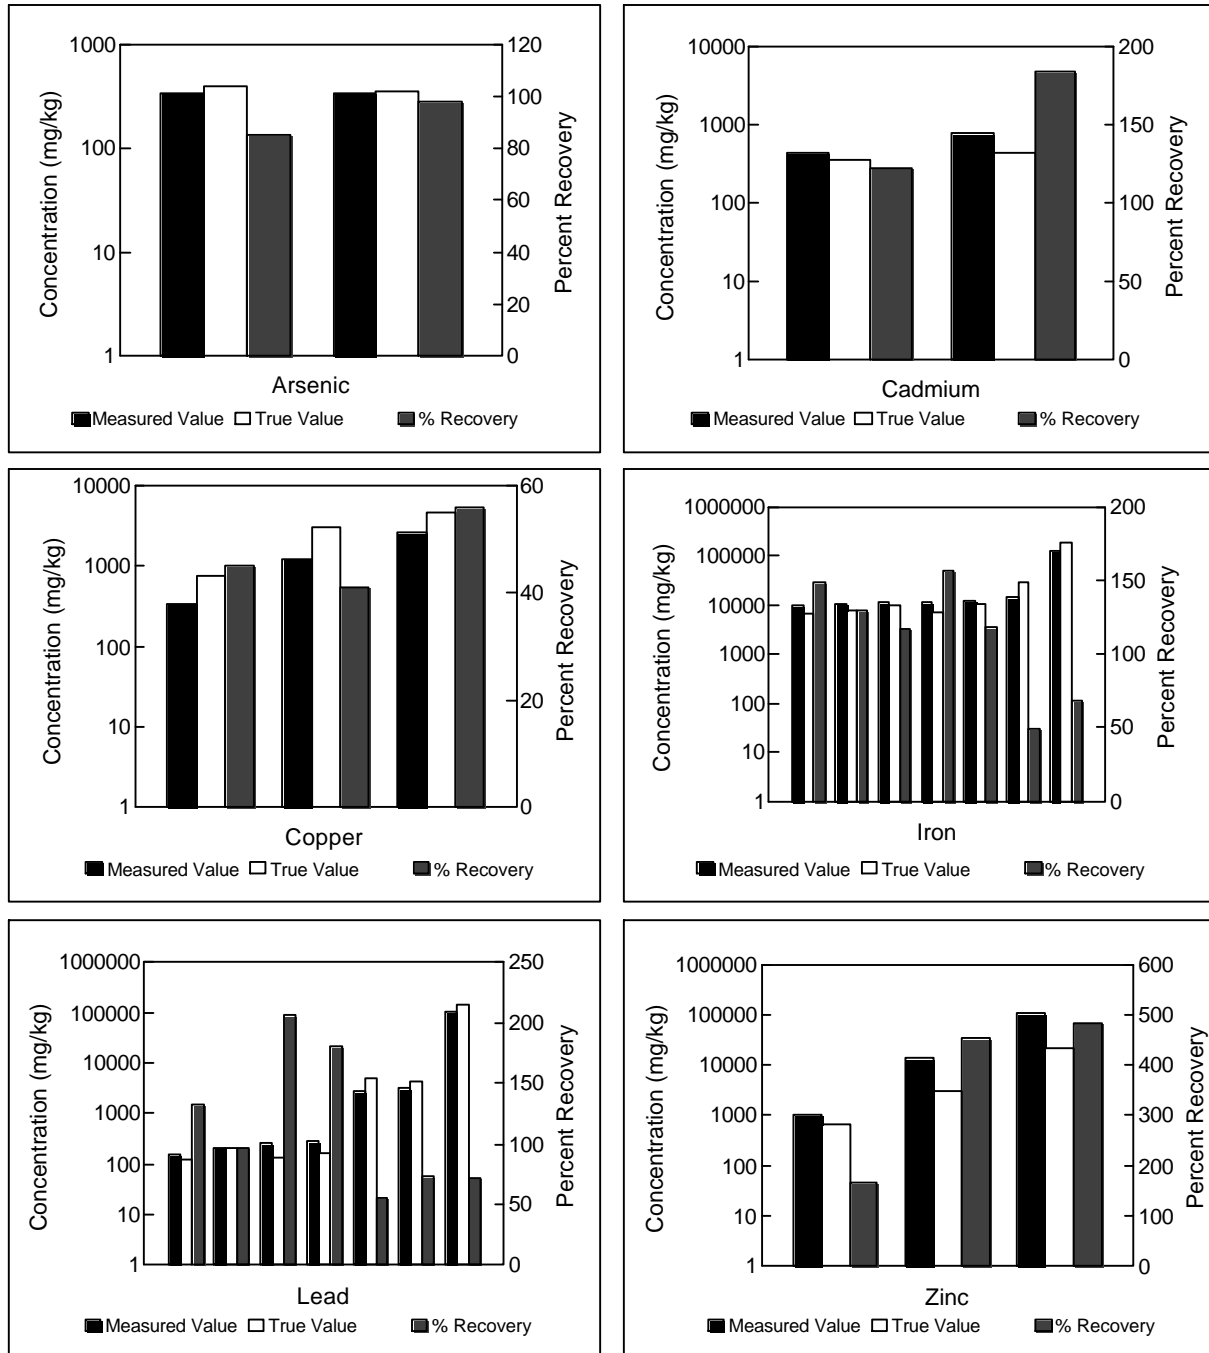 1000
100
10
1
120
100
80
60
40
20
0
Concentration (mg/kg)
Percent Recovery
Arsenic
Measured Value True Value % Recovery
10000
1000
100
10
1
200
150
100
50
0
Concentration (mg/kg)
Percent Recovery
Cadmium
Measured Value True Value % Recovery
10000
1000
100
10
1
60
40
20
0
Concentration (mg/kg)
Percent Recovery
Copper
Measured Value True Value % Recovery
1000000
100000
10000
1000
100
10
1
200
150
100
50
0
Concentration (mg/kg)
Percent Recovery
Iron
Measured Value True Value % Recovery
1000000
100000
10000
1000
100
10
1
250
200
150
100
50
0
Concentration (mg/kg)
Percent Recovery
Lead
Measured Value True Value % Recovery
1000000
100000
10000
1000
100
10
1
600
500
400
300
200
100
0
Concentration (mg/kg)
Percent Recovery
Zinc
Measured Value True Value % Recovery